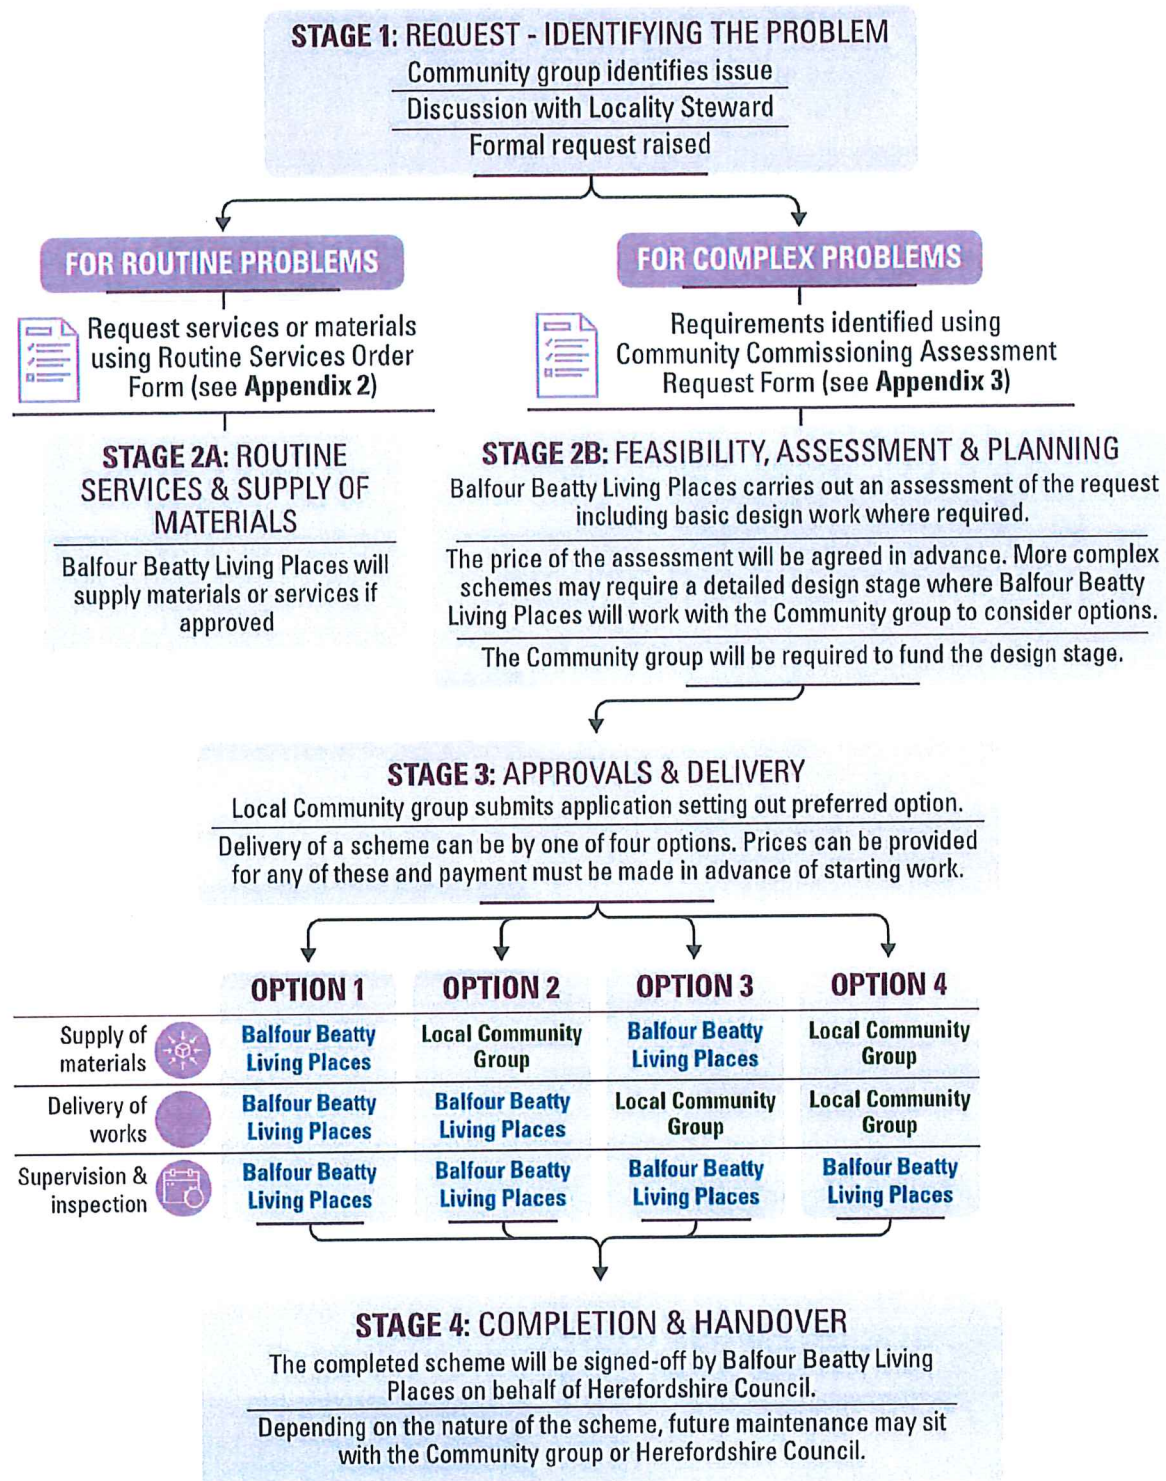 STAGE 1: REQUEST - IDENTIFYING THE PROBLEM
Community group identifies issue
Discussion with Locality Steward
Formal request raised
FOR ROUTINE PROBLEMS
Request services or materials
using Routine Services Order
Form (see Appendix 2)
STAGE 2A: ROUTINE
SERVICES & SUPPLY OF
MATERIALS
Balfour Beatty Living Places will
supply materials or services if
approved
FOR COMPLEX PROBLEMS
Requirements identified using
Community Commissioning Assessment
Request Form (see Appendix 3)
STAGE 2B: FEASIBILITY, ASSESSMENT & PLANNING
Balfour Beatty Living Places carries out an assessment of the request
including basic design work where required.
The price of the assessment will be agreed in advance. More complex
schemes may require a detailed design stage where Balfour Beatty
Living Places will work with the Community group to consider options.
The Community group will be required to fund the design stage.
STAGE 3: APPROVALS & DELIVERY
Local Community group submits application setting out preferred option.
Delivery of a scheme can be by one of four options. Prices can be provided
for any of these and payment must be made in advance of starting work.
OPTION 1 OPTION 2 OPTION 3 OPTION 4
Supply of Balfour Beatty Local Community Balfour Beatty Local Community
materials Living Places Group Living Places Group
Delivery of Balfour Beatty Balfour Beatty Local Community Local Community
works Living Places Living Places Group Group
Supervision & Balfour Beatty Balfour Beatty Balfour Beatty Balfour Beatty
inspection Living Places Living Places Living Places Living Places
STAGE 4: COMPLETION & HANDOVER
The completed scheme will be signed-off by Balfour Beatty Living
Places on behalf of Herefordshire Council.
Depending on the nature of the scheme, future maintenance may sit
with the Community group or Herefordshire Council.